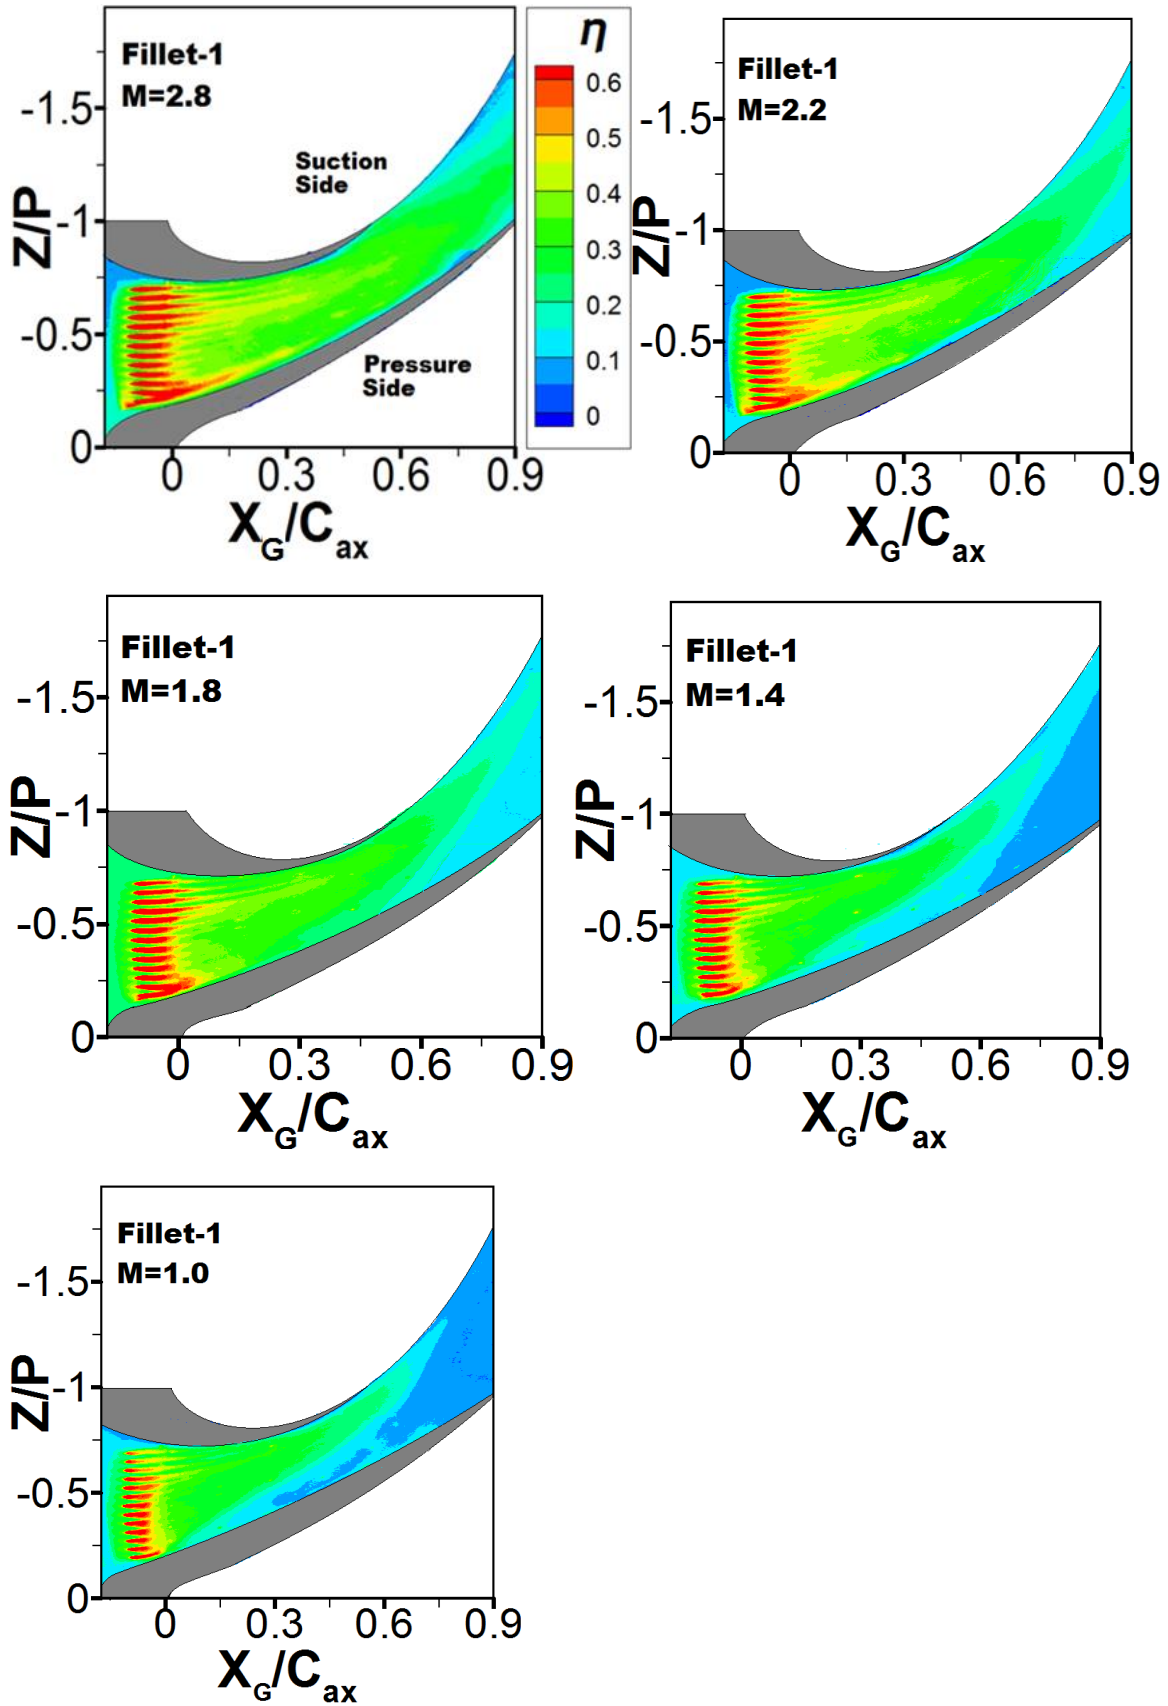 Fillet-1
M=2.8
Suction
Side
Pressure
Side
-1.5
-1
-0.5
0
Z/P
0 0.3 0.6 0.9
X_G/C_ax
η
0.6
0.5
0.4
0.3
0.2
0.1
0
Fillet-1
M=2.2
-1.5
-1
-0.5
0
Z/P
0 0.3 0.6 0.9
X_G/C_ax
Fillet-1
M=1.8
-1.5
-1
-0.5
0
Z/P
0 0.3 0.6 0.9
X_G/C_ax
Fillet-1
M=1.4
-1.5
-1
-0.5
0
Z/P
0 0.3 0.6 0.9
X_G/C_ax
Fillet-1
M=1.0
-1.5
-1
-0.5
0
Z/P
0 0.3 0.6 0.9
X_G/C_ax